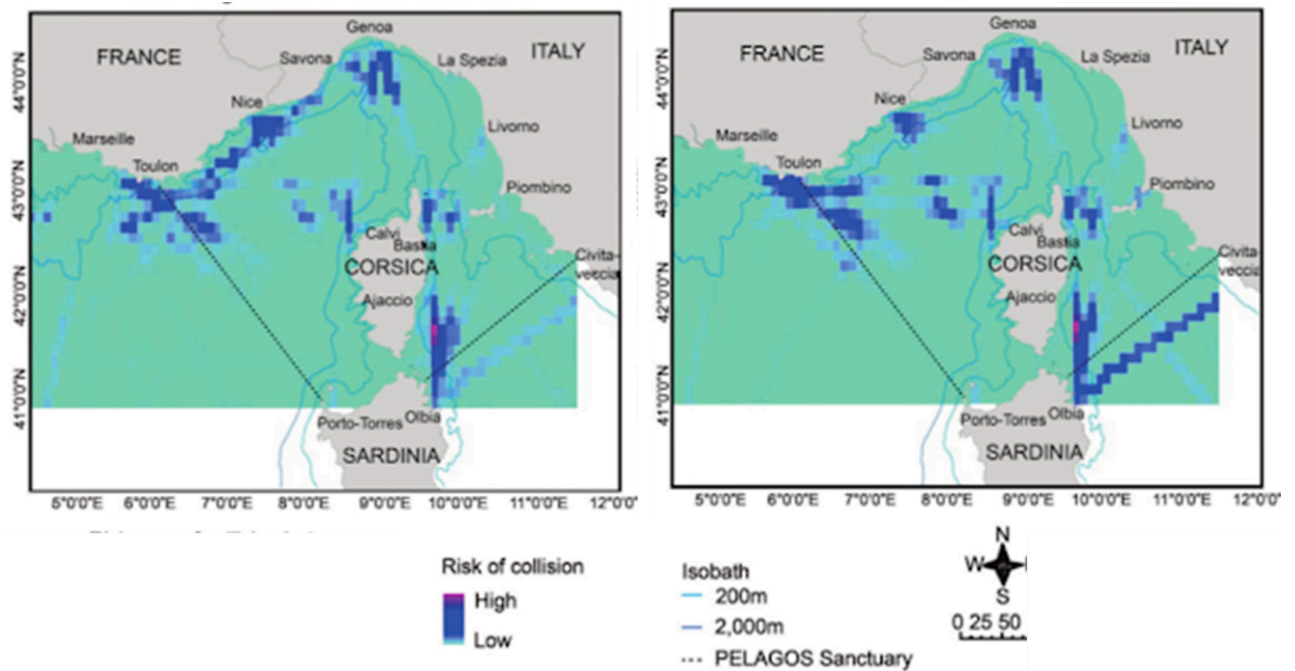 Genoa
FRANCE
ITALY
Savona
La Spezia
Nice
Marseille
Livorno
Toulon
Piombino
Calvi
Bastia
Civita-
veccia
CORSICA
Ajaccio
Olbia
Porto-Torres
SARDINIA
44°0'0"N
43°0'0"N
42°0'0"N
41°0'0"N
5°0'0"E 6°0'0"E 7°0'0"E 8°0'0"E 9°0'0"E 10°0'0"E 11°0'0"E 12°0'0
Genoa
FRANCE
ITALY
Savona
La Spezia
Nice
Marseille
Livorno
Toulon
Piombino
Calvi
Bastia
Civita-
veccia
CORSICA
Ajaccio
Olbia
Porto-Torres
SARDINIA
44°0'0"N
43°0'0"N
42°0'0"N
41°0'0"N
5°0'0"E 6°0'0"E 7°0'0"E 8°0'0"E 9°0'0"E 10°0'0"E 11°0'0"E 12°0'0
Risk of collision
High
Low
Isobath
200m
2,000m
PELAGOS Sanctuary
N
W
S
0 25 50